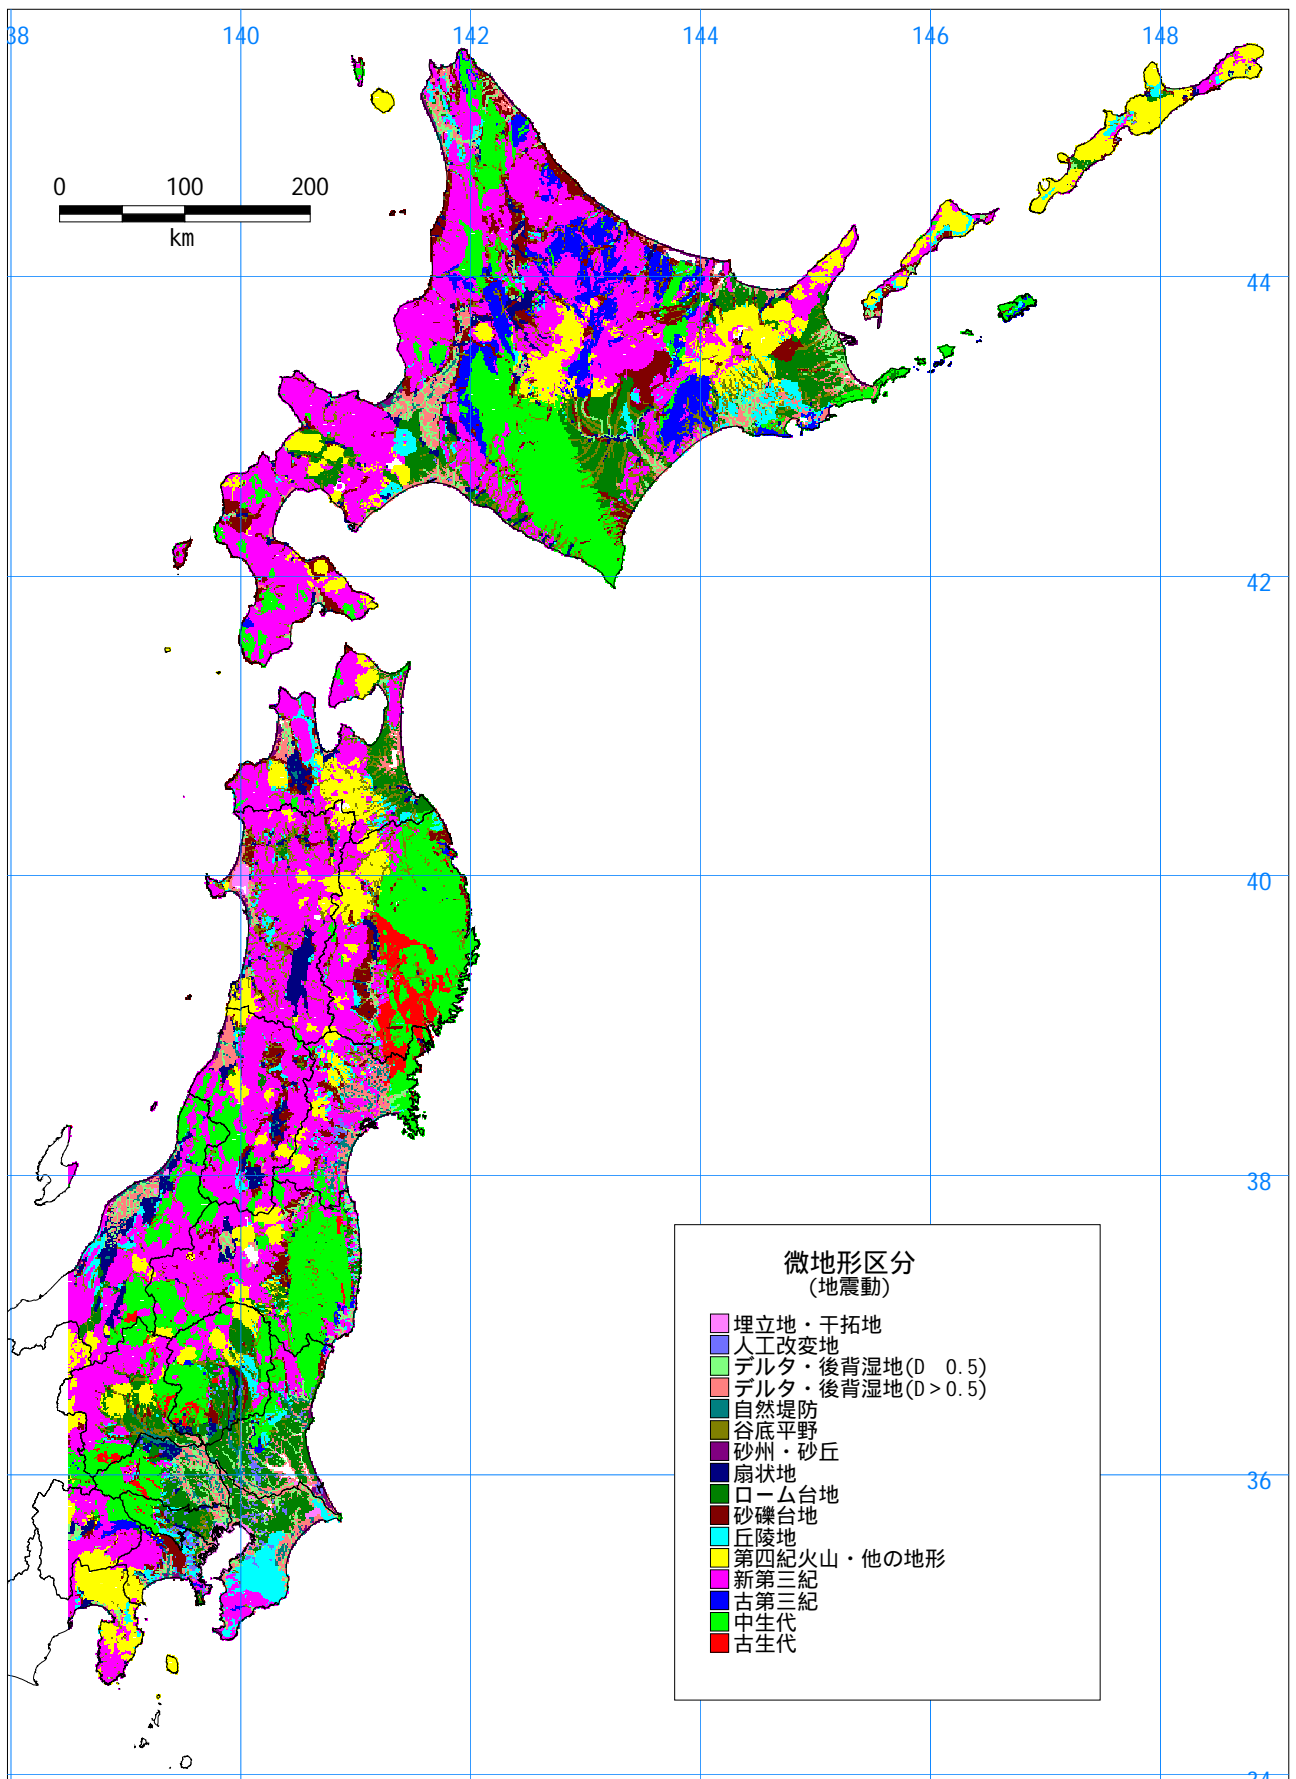 38 140 142 144 146 148
0 100 200
km
44
42
40
38
36
34
微地形区分
(地震動)
埋立地・干拓地
人工改変地
デルタ・後背湿地(D 0.5)
デルタ・後背湿地(D>0.5)
自然堤防
谷底平野
砂州・砂丘
扇状地
ローム台地
砂礫台地
丘陵地
第四紀火山・他の地形
新第三紀
古第三紀
中生代
古生代